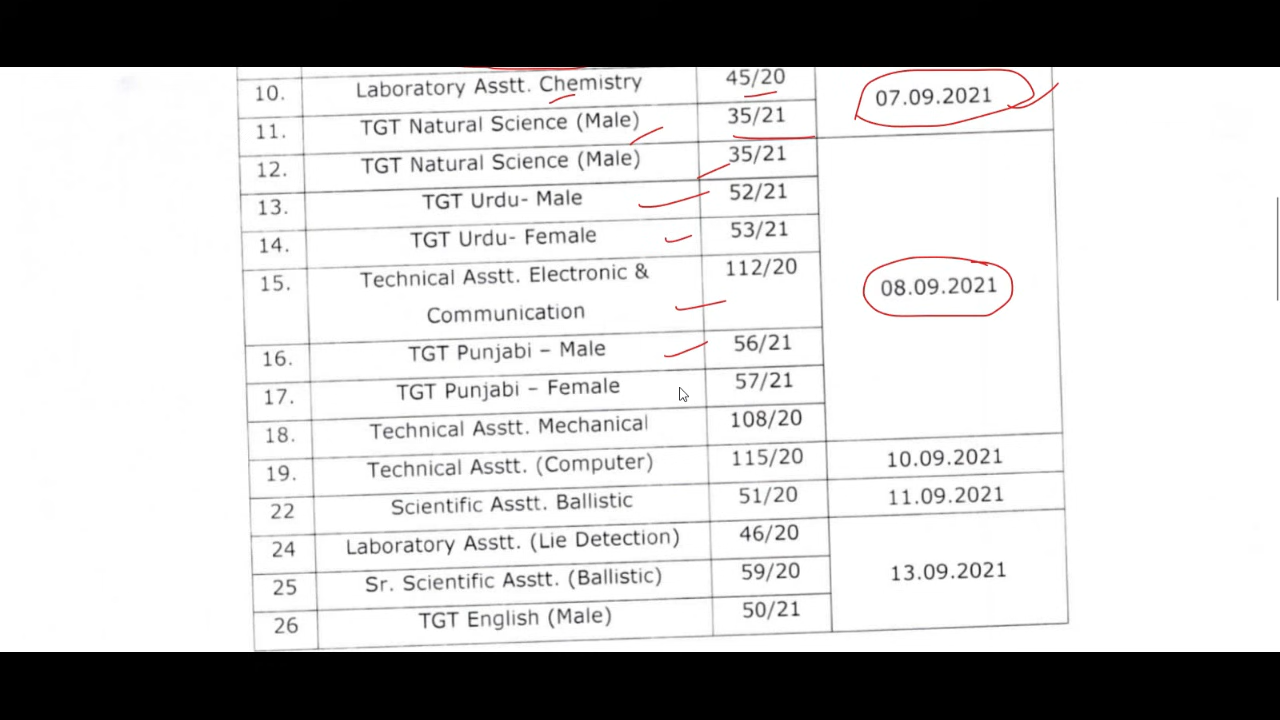 10. Laboratory Asstt. Chemistry 45/20 07.09.2021
11. TGT Natural Science (Male) 35/21
12. TGT Natural Science (Male) 35/21 08.09.2021
13. TGT Urdu- Male 52/21
14. TGT Urdu- Female 53/21
15. Technical Asstt. Electronic & 112/20
Communication
16. TGT Punjabi – Male 56/21
17. TGT Punjabi – Female 57/21
18. Technical Asstt. Mechanical 108/20
19. Technical Asstt. (Computer) 115/20 10.09.2021
22 Scientific Asstt. Ballistic 51/20 11.09.2021
24 Laboratory Asstt. (Lie Detection) 46/20 13.09.2021
25 Sr. Scientific Asstt. (Ballistic) 59/20
26 TGT English (Male) 50/21